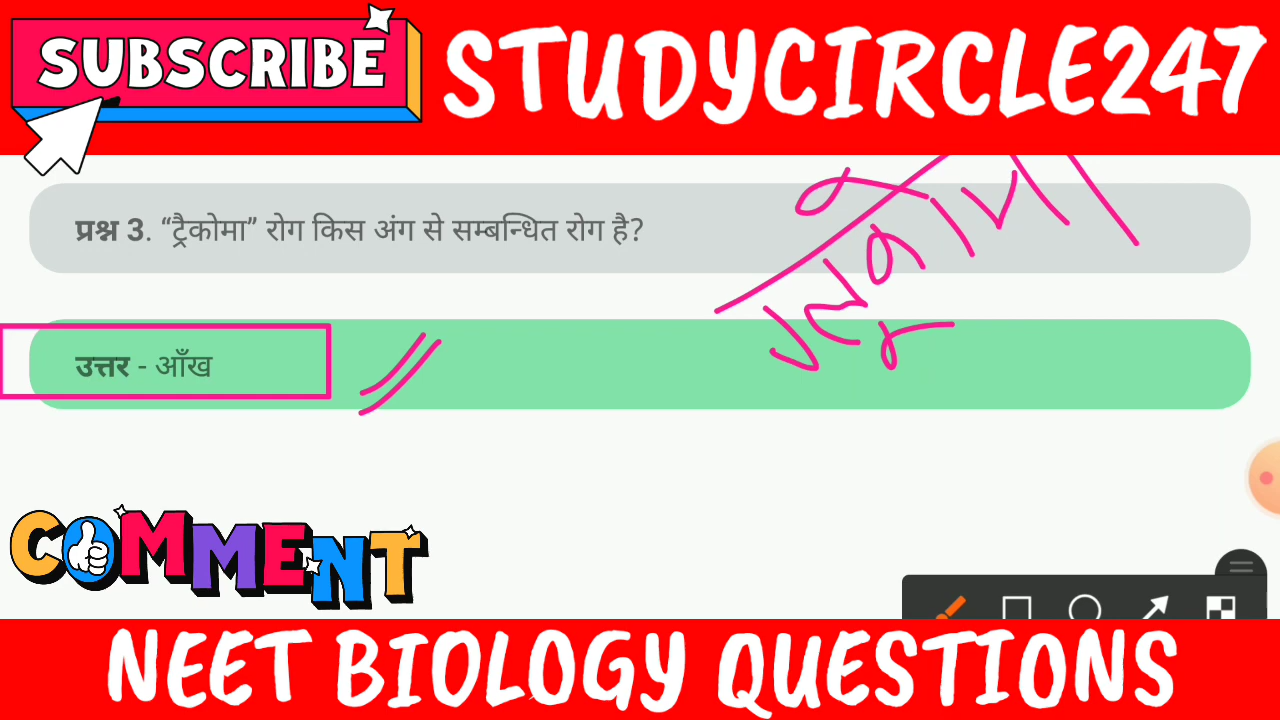 SUBSCRIBE
STUDYCIRCLE247
प्रश्न 3. “ट्रैकोमा” रोग किस अंग से सम्बन्धित रोग है?
उत्तर - आँख
COMMENT
NEET BIOLOGY QUESTIONS